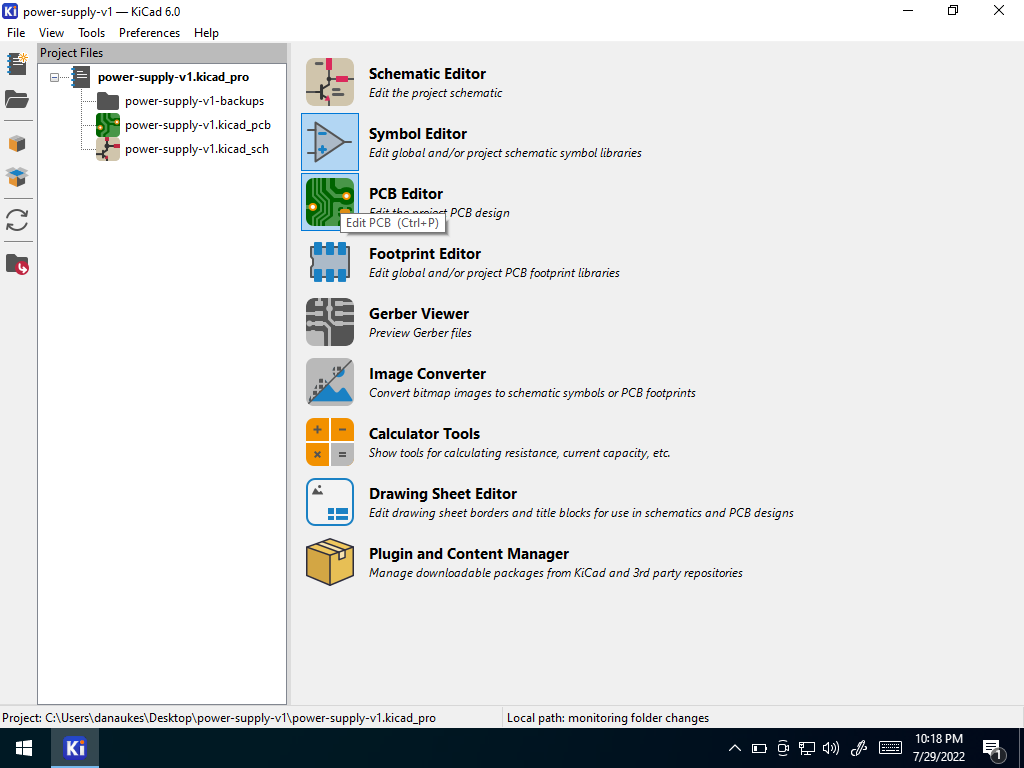 power-supply-v1 — KiCad 6.0
File View Tools Preferences Help
Project Files
power-supply-v1.kicad_pro
power-supply-v1-backups
power-supply-v1.kicad_pcb
power-supply-v1.kicad_sch
Schematic Editor
Edit the project schematic
Symbol Editor
Edit global and/or project schematic symbol libraries
PCB Editor
Edit the project PCB design
Edit PCB (Ctrl+P)
Footprint Editor
Edit global and/or project PCB footprint libraries
Gerber Viewer
Preview Gerber files
Image Converter
Convert bitmap images to schematic symbols or PCB footprints
Calculator Tools
Show tools for calculating resistance, current capacity, etc.
Drawing Sheet Editor
Edit drawing sheet borders and title blocks for use in schematics and PCB designs
Plugin and Content Manager
Manage downloadable packages from KiCad and 3rd party repositories
Project: C:\Users\danaukes\Desktop\power-supply-v1\power-supply-v1.kicad_pro
Local path: monitoring folder changes
Ki
10:18 PM
7/29/2022
1